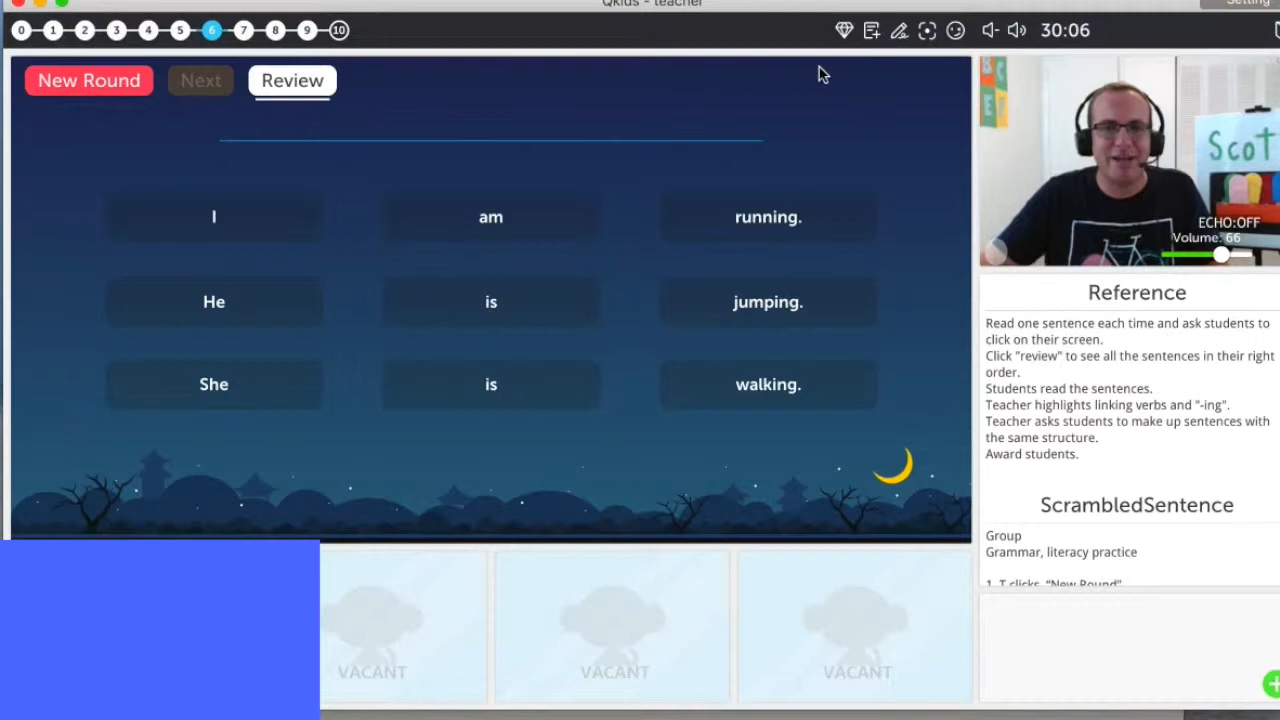 Qkids - teacher
Setting
0 1 2 3 4 5 6 7 8 9 10
30:06
New Round Next Review
I am running.
He is jumping.
She is walking.
Scot
ECHO:OFF
Volume: 66
Reference
Read one sentence each time and ask students to
click on their screen.
Click "review" to see all the sentences in their right
order.
Students read the sentences.
Teacher highlights linking verbs and "-ing".
Teacher asks students to make up sentences with
the same structure.
Award students.
ScrambledSentence
Group
Grammar, literacy practice
1. T clicks "New Round"
VACANT VACANT VACANT